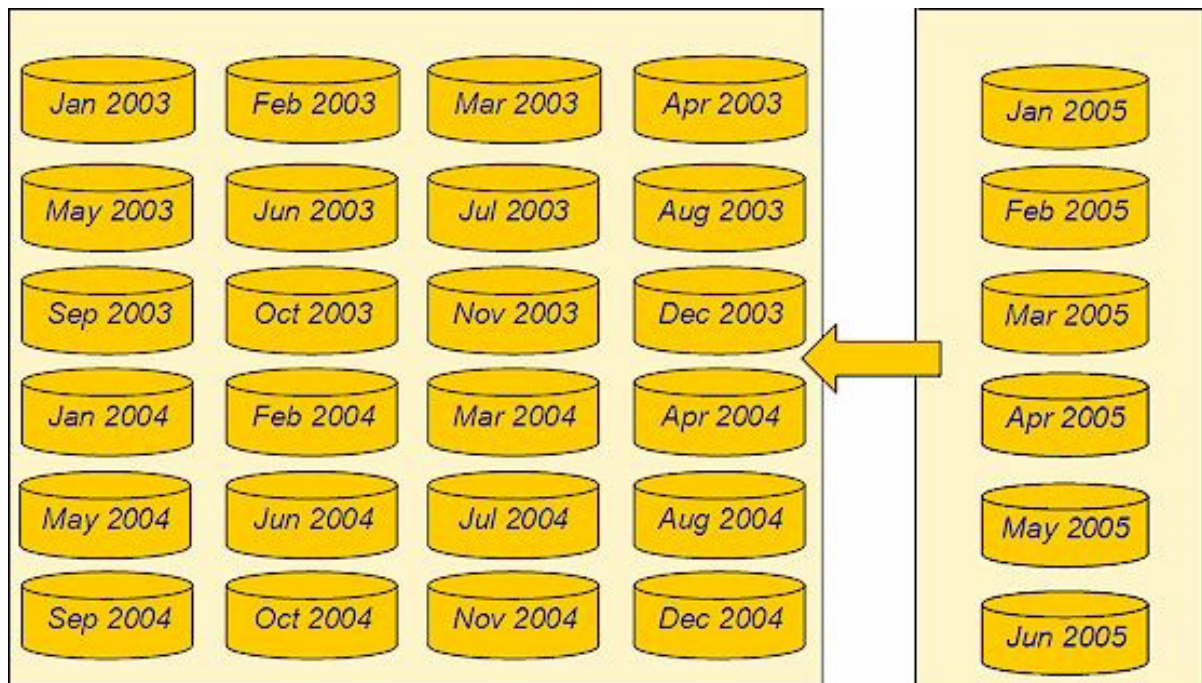 Jan 2003
Feb 2003
Mar 2003
Apr 2003
May 2003
Jun 2003
Jul 2003
Aug 2003
Sep 2003
Oct 2003
Nov 2003
Dec 2003
Jan 2004
Feb 2004
Mar 2004
Apr 2004
May 2004
Jun 2004
Jul 2004
Aug 2004
Sep 2004
Oct 2004
Nov 2004
Dec 2004
Jan 2005
Feb 2005
Mar 2005
Apr 2005
May 2005
Jun 2005